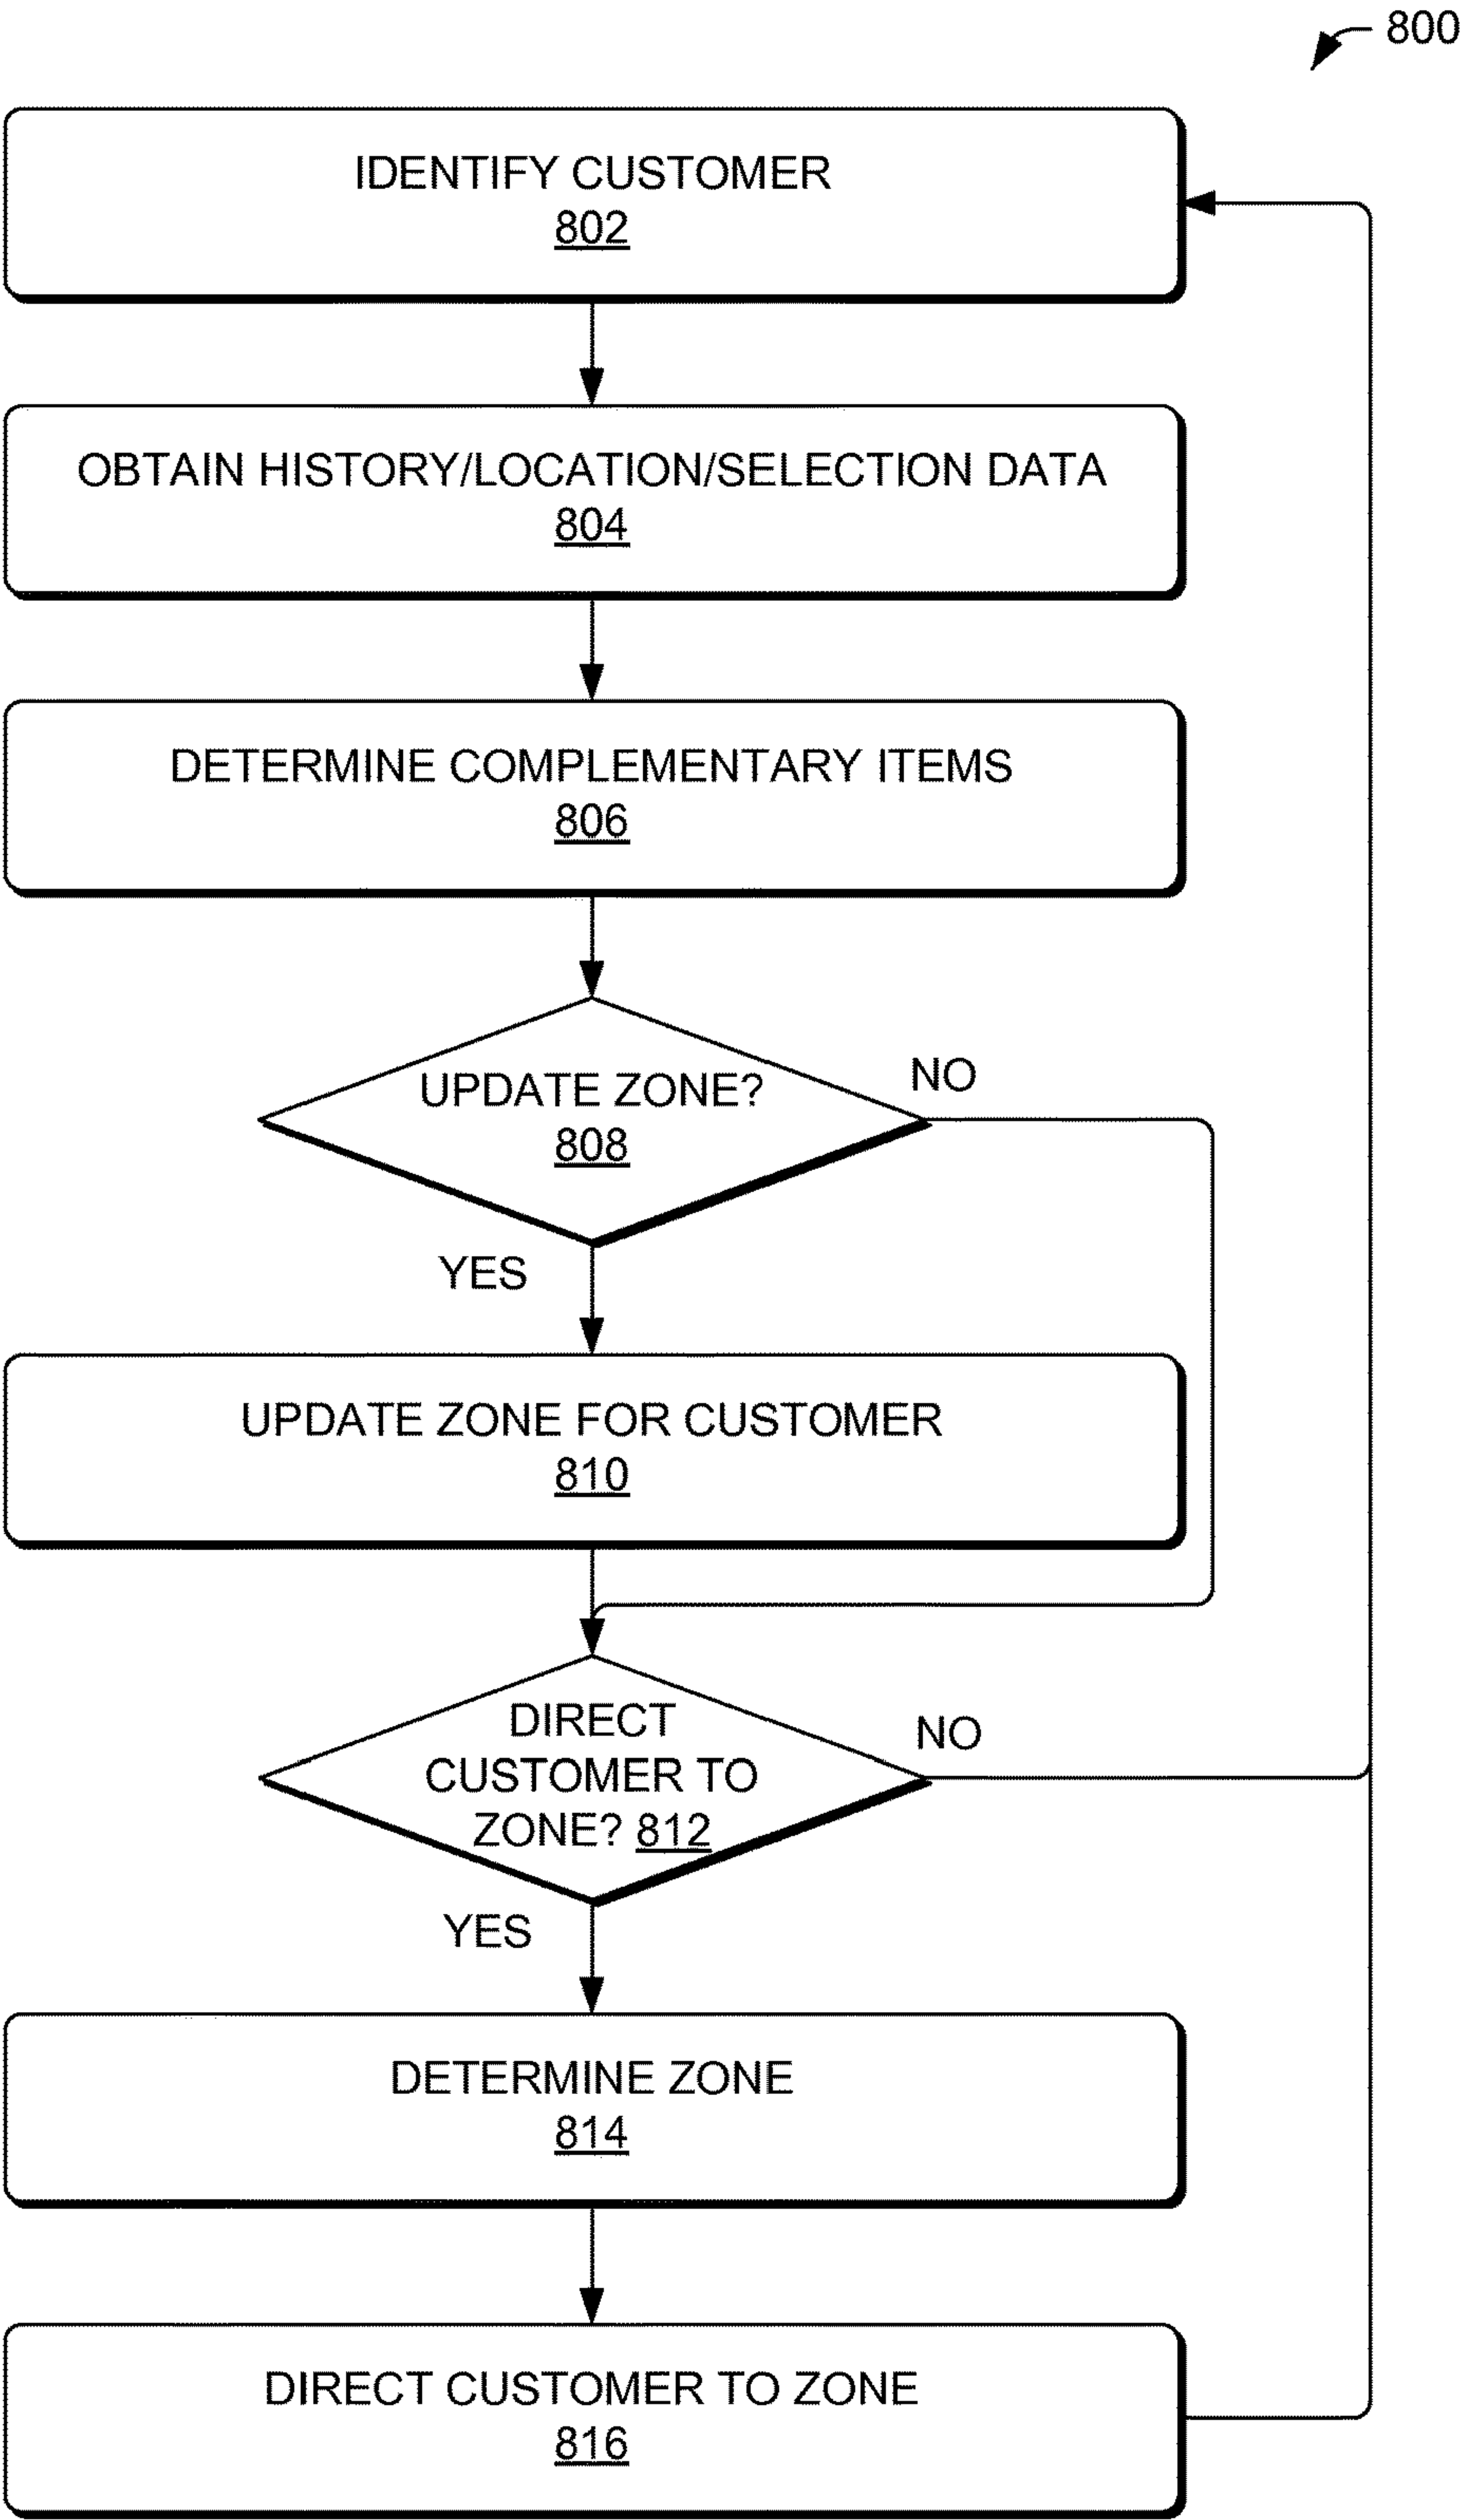 800
IDENTIFY CUSTOMER
802
OBTAIN HISTORY/LOCATION/SELECTION DATA
804
DETERMINE COMPLEMENTARY ITEMS
806
UPDATE ZONE?
808
NO
YES
UPDATE ZONE FOR CUSTOMER
810
DIRECT
CUSTOMER TO
ZONE? 812
NO
YES
DETERMINE ZONE
814
DIRECT CUSTOMER TO ZONE
816